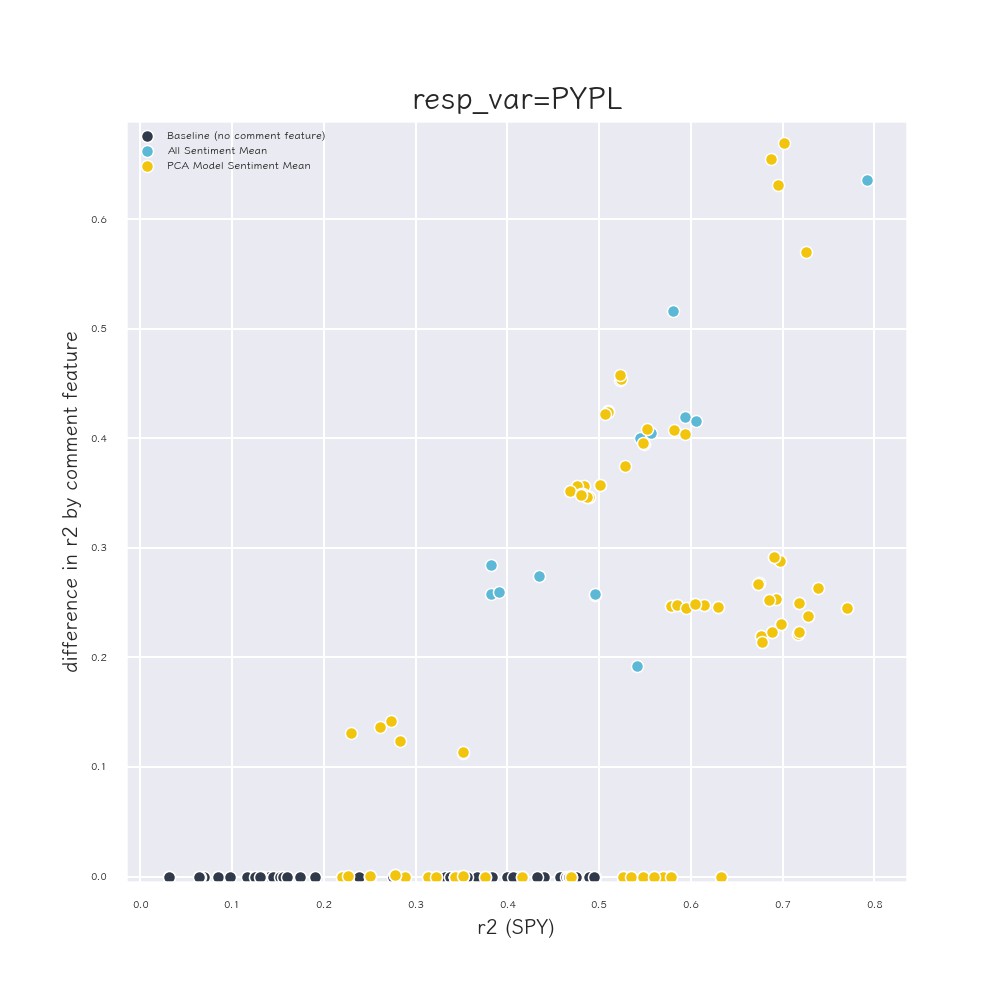 resp_var=PYPL
Baseline (no comment feature)
All Sentiment Mean
PCA Model Sentiment Mean
difference in r2 by comment feature
0.6
0.5
0.4
0.3
0.2
0.1
0.0
0.0 0.1 0.2 0.3 0.4 0.5 0.6 0.7 0.8
r2 (SPY)